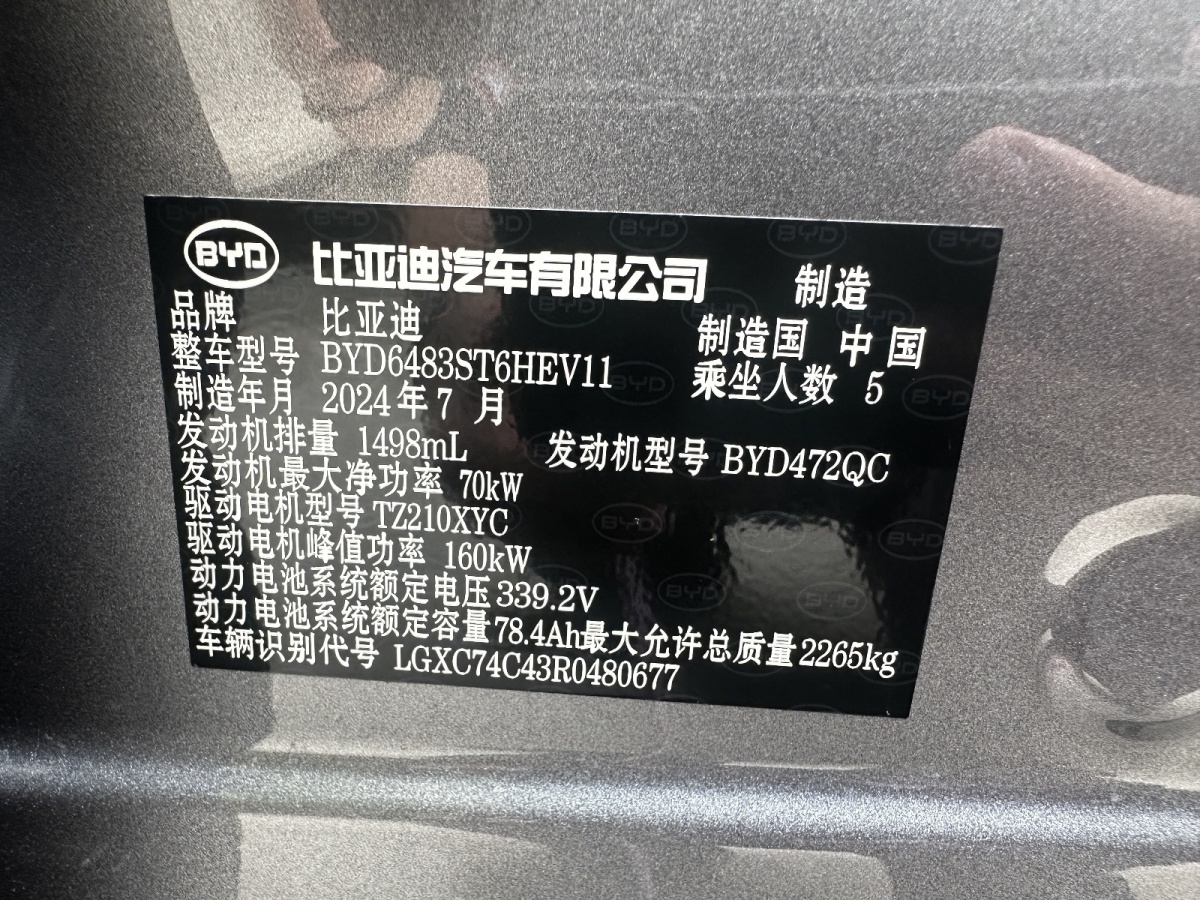 BYD 比亚迪汽车有限公司 制造
品牌 比亚迪 制造国 中国
整车型号 BYD6483ST6HEV11 乘坐人数 5
制造年月 2024年7月
发动机排量 1498mL 发动机型号 BYD472QC
发动机最大净功率 70kW
驱动电机型号 TZ210XYC
驱动电机峰值功率 160kW
动力电池系统额定电压 339.2V
动力电池系统额定容量 78.4Ah 最大允许总质量 2265kg
车辆识别代号 LGXC74C43R0480677